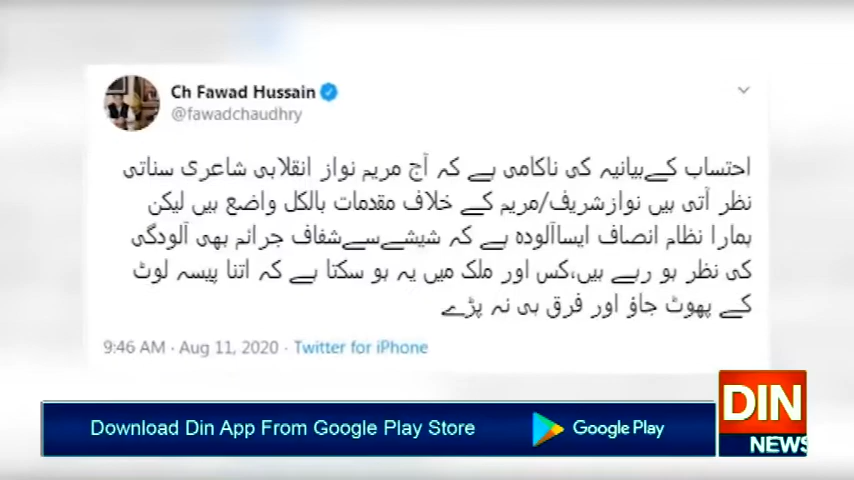 Ch Fawad Hussain
@fawadchaudhry
احتساب کےبیانیہ کی ناکامی ہے کہ آج مریم نواز انقلابی شاعری سناتی
نظر آتی ہیں نوازشریف/مریم کے خلاف مقدمات بالکل واضع ہیں لیکن
ہمارا نظام انصاف ایساآلودہ ہے کہ شیشےسےشفاف جرائم بھی آلودگی
کی نظر ہو رہے ہیں،کس اور ملک میں یہ ہو سکتا ہے کہ اتنا پیسہ لوٹ
کے پھوٹ جاؤ اور فرق ہی نہ پڑے
9:46 AM · Aug 11, 2020 · Twitter for iPhone
Download Din App From Google Play Store
Google Play
DIN
NEWS